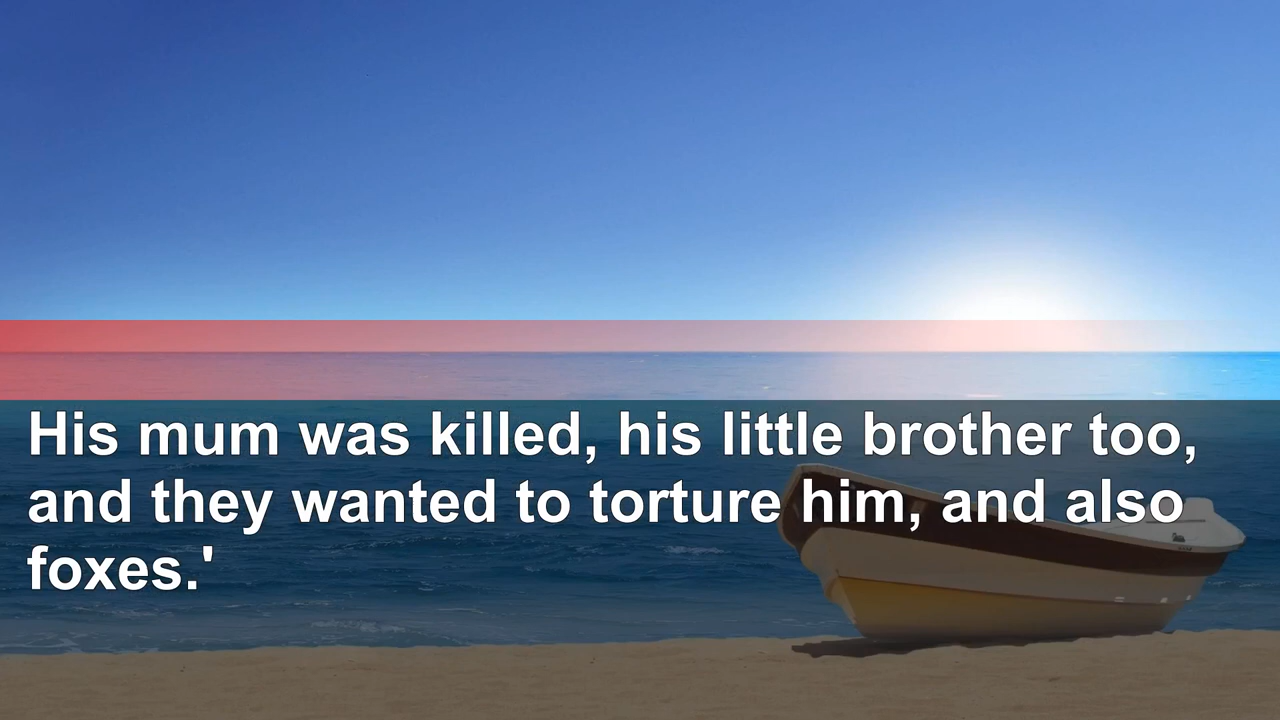 His mum was killed, his little brother too,
and they wanted to torture him, and also
foxes.'